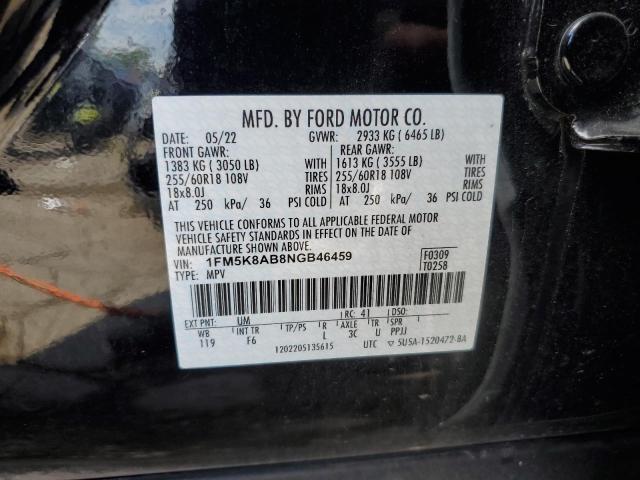 MFD. BY FORD MOTOR CO.
DATE: 05/22 GVWR: 2933 KG ( 6465 LB)
FRONT GAWR: REAR GAWR:
1383 KG ( 3050 LB) WITH 1613 KG ( 3555 LB) WITH
255/60R18 108V TIRES 255/60R18 108V TIRES
18x8.0J RIMS 18x8.0J RIMS
AT 250 kPa/ 36 PSI COLD AT 250 kPa/ 36 PSI COLD
THIS VEHICLE CONFORMS TO ALL APPLICABLE FEDERAL MOTOR
VEHICLE SAFETY STANDARDS IN EFFECT ON THE DATE OF
MANUFACTURE SHOWN ABOVE.
VIN: 1FM5K8AB8NGB46459
TYPE: MPV
F0309
T0258
EXT PNT: UM RC: 41 DSO:
WB INT TR TP/PS R AXLE TR SPR
119 F6 L 3C U PPJJ
1202205135615 UTC ▽ 5U5A-1520472-BA